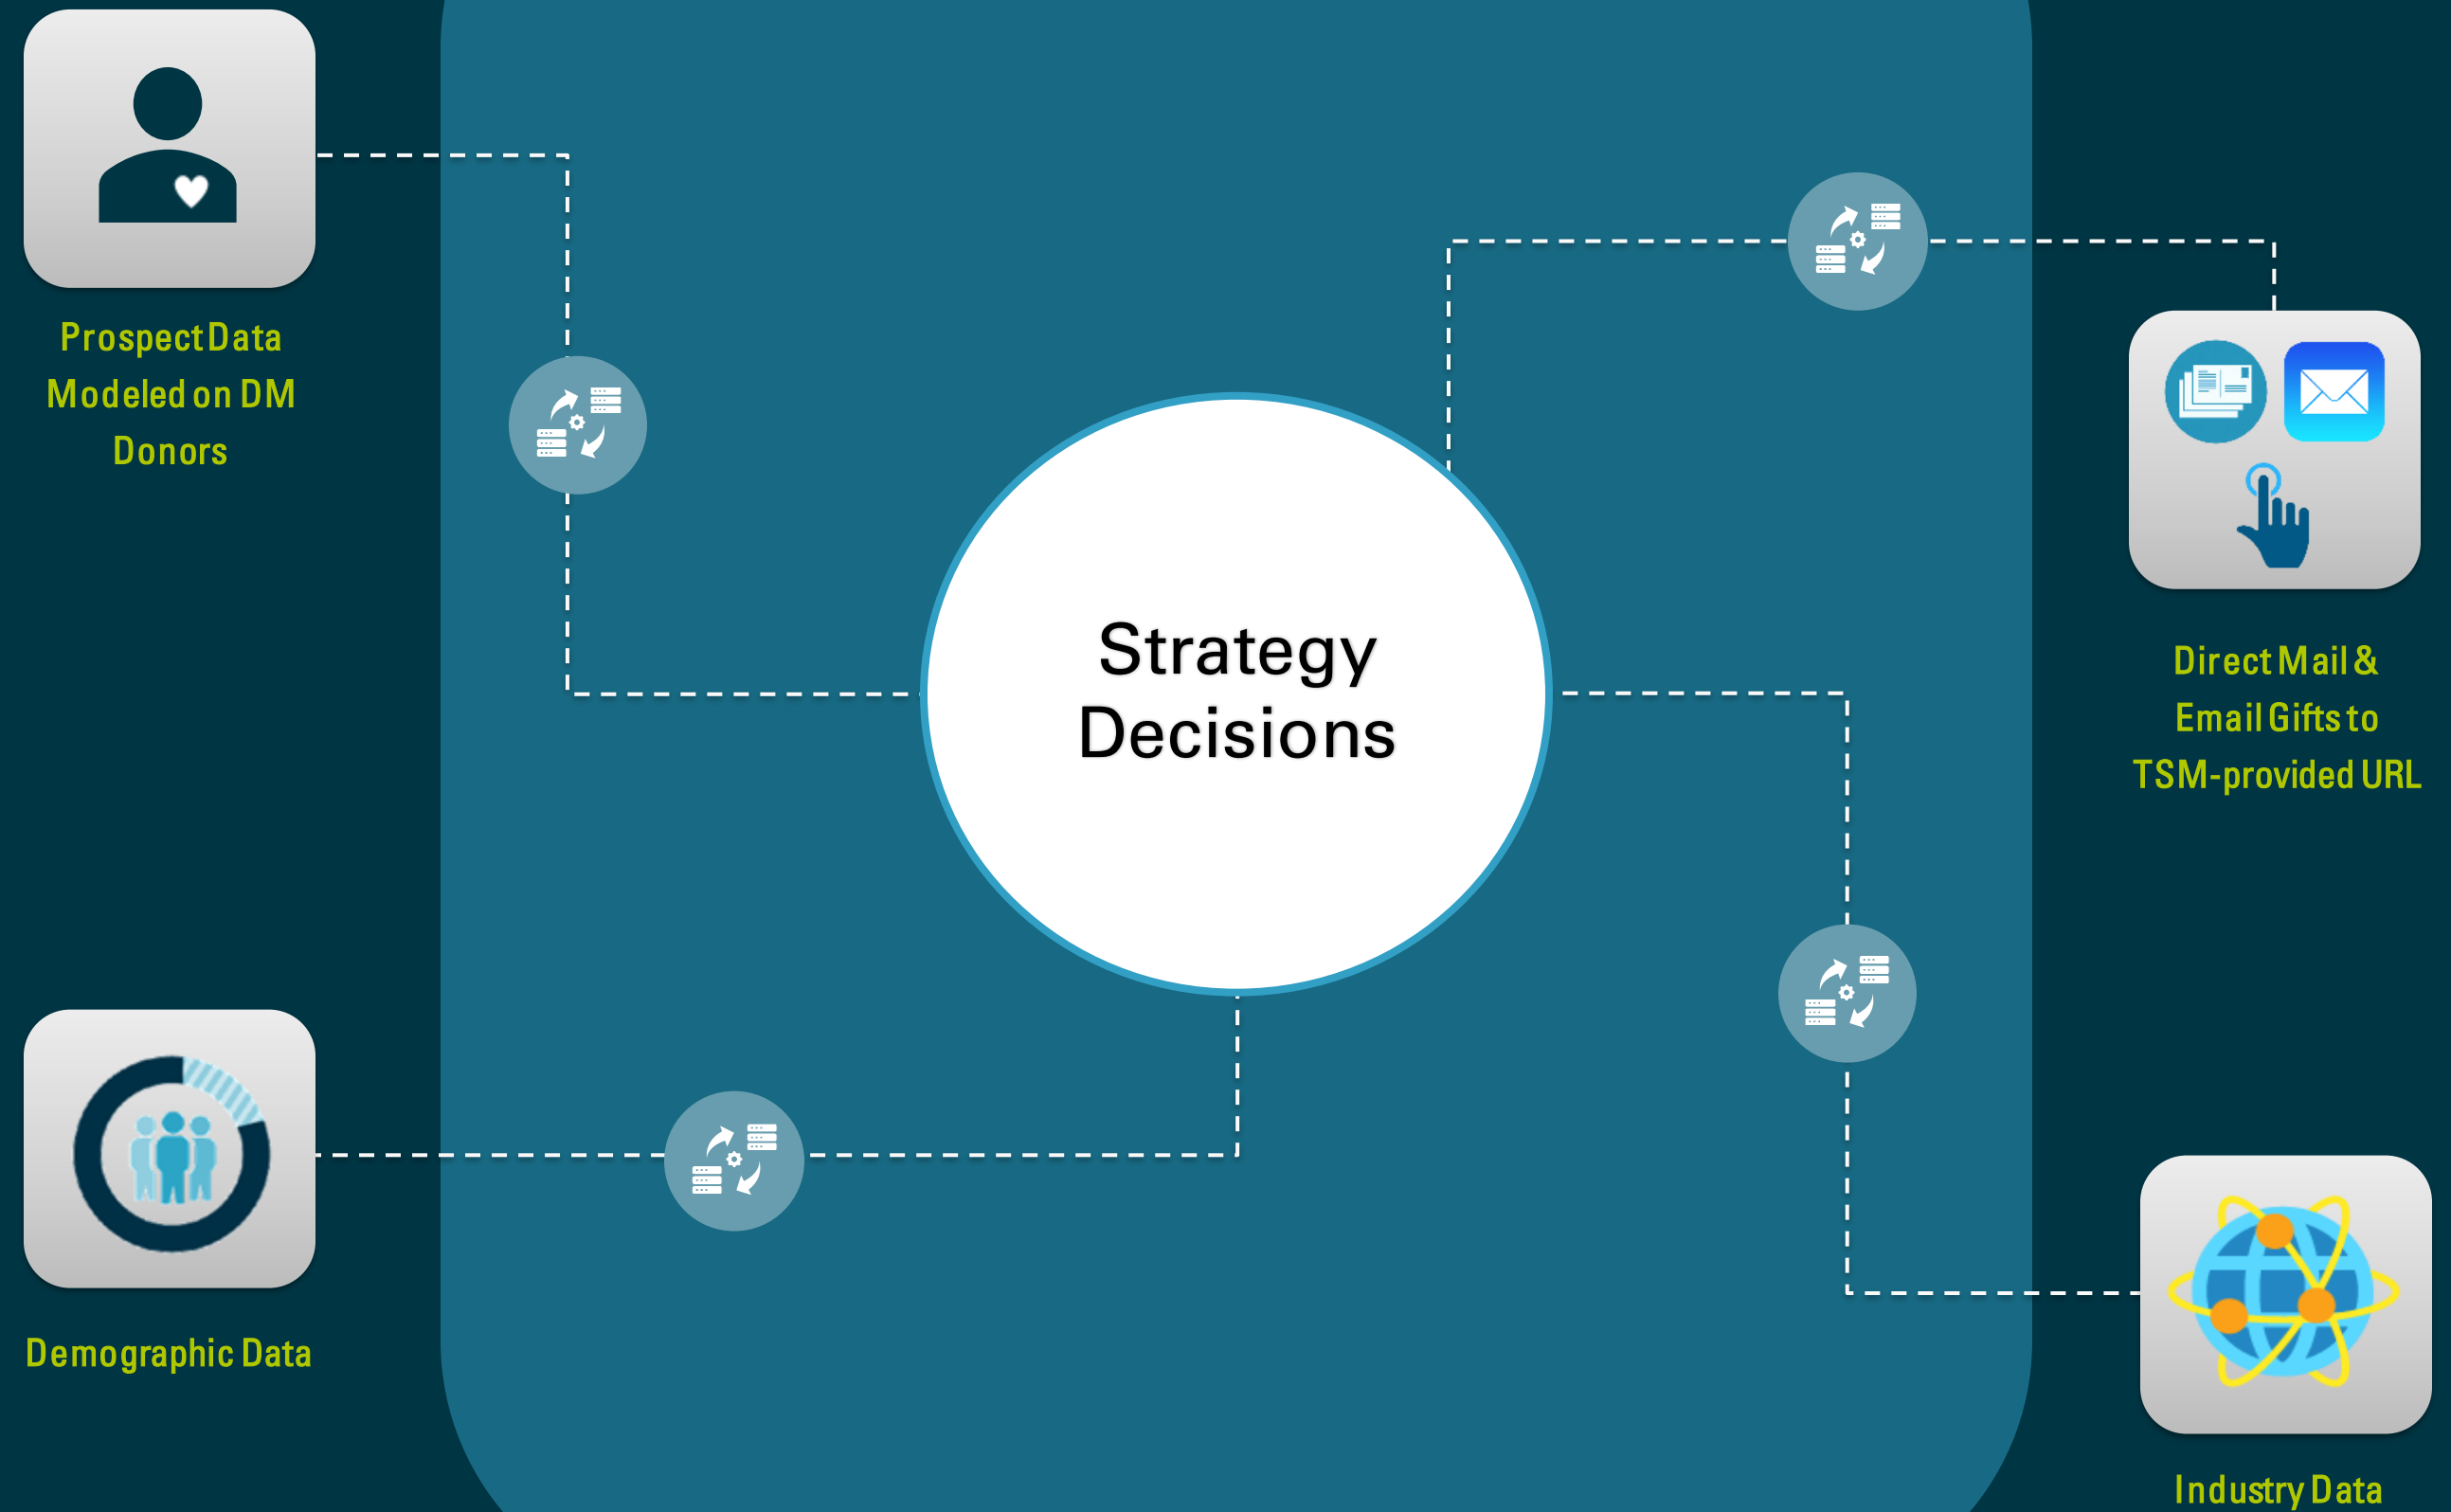 Prospect Data
Modeled on DM
Donors
Strategy
Decisions
Direct Mail &
Email Gifts to
TSM-provided URL
Demographic Data
Industry Data